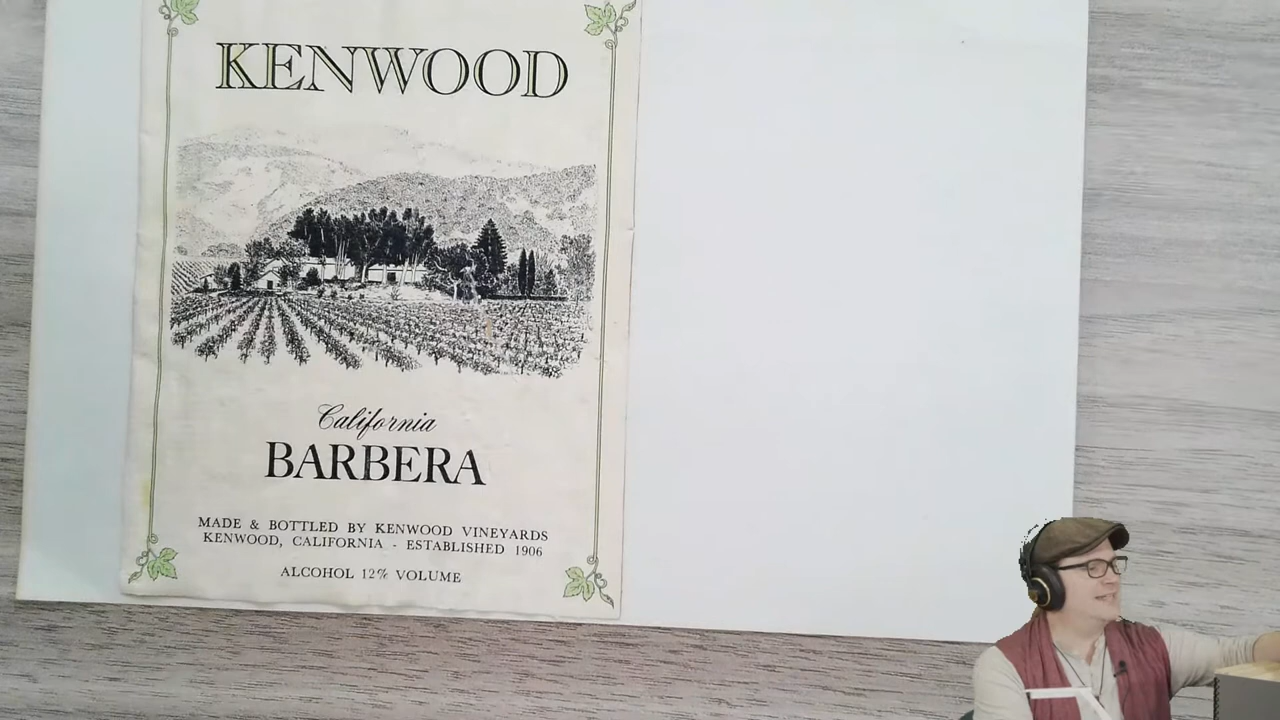 KENWOOD
California
BARBERA
MADE & BOTTLED BY KENWOOD VINEYARDS
KENWOOD, CALIFORNIA - ESTABLISHED 1906
ALCOHOL 12% VOLUME